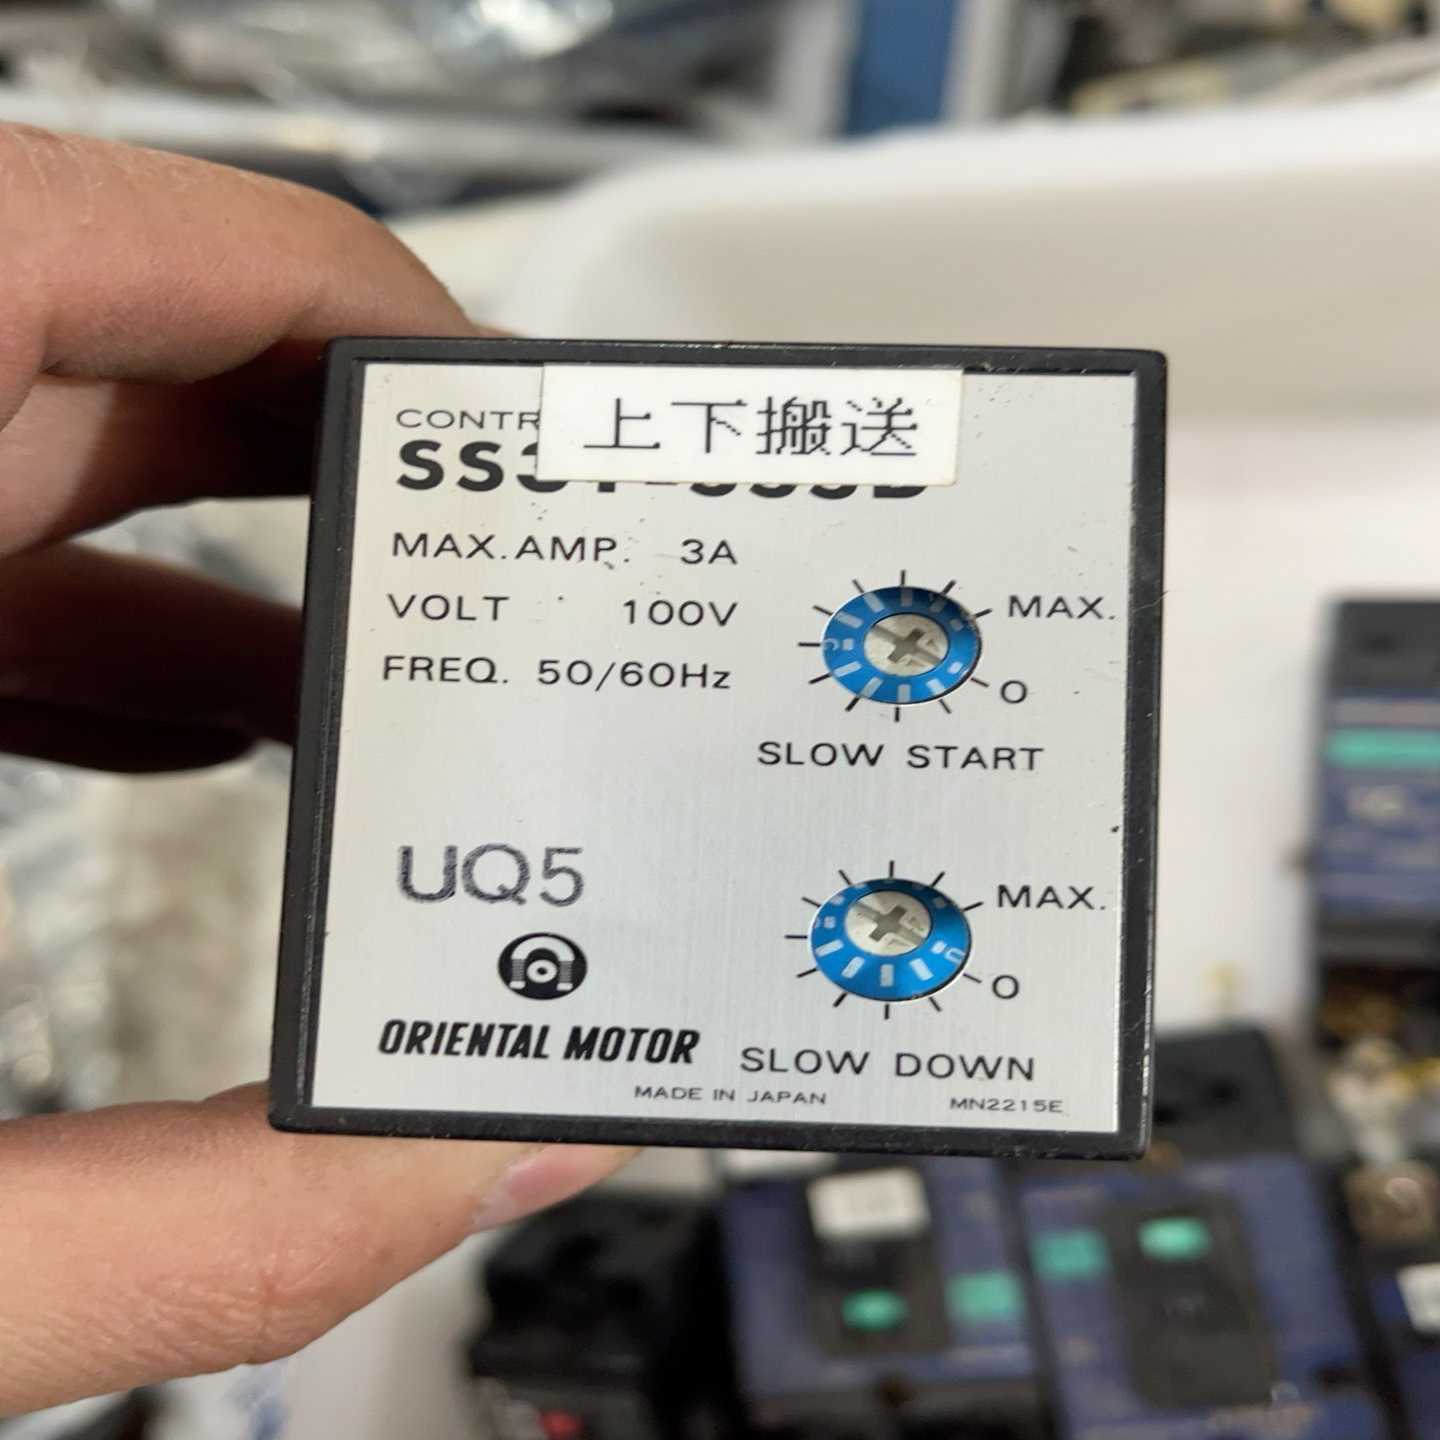 上下搬送
CONTR
MAX. AMP. 3A
VOLT 100V
FREQ. 50/60Hz
MAX.
O
SLOW START
UQ5
MAX.
O
ORIENTAL MOTOR
SLOW DOWN
MADE IN JAPAN
MN2215E